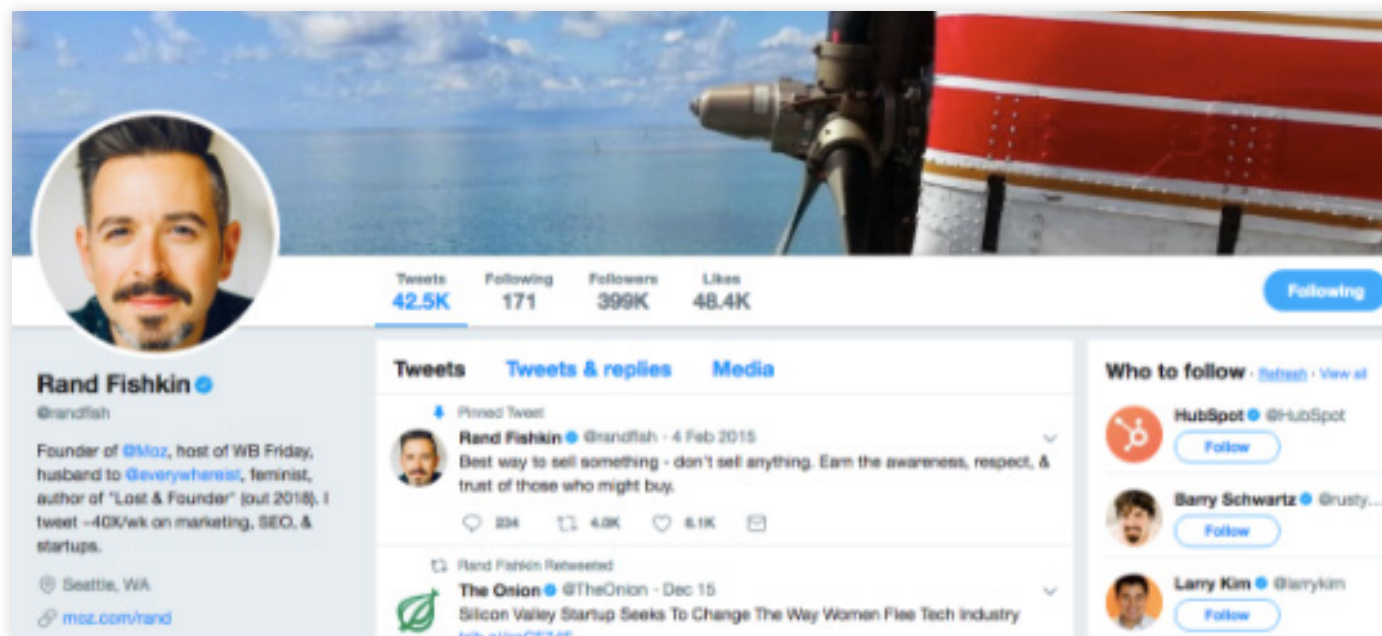 Tweets Following Followers Likes
42.5K 171 399K 48.4K
Following
Rand Fishkin
@randfish
Founder of @Moz, host of WB Friday,
husband to @everywhereist, feminist,
author of "Lost & Founder" (out 2018). I
tweet ~40X/wk on marketing, SEO, &
startups.
Seattle, WA
moz.com/rand
Tweets Tweets & replies Media
Pinned Tweet
Rand Fishkin @randfish · 4 Feb 2015
Best way to sell something - don't sell anything. Earn the awareness, respect, &
trust of those who might buy.
234 4.0K 6.1K
Rand Fishkin Retweeted
The Onion @TheOnion · Dec 15
Silicon Valley Startup Seeks To Change The Way Women Flee Tech Industry
Who to follow · Refresh · View all
HubSpot @HubSpot
Follow
Barry Schwartz @rusty...
Follow
Larry Kim @larrykim
Follow